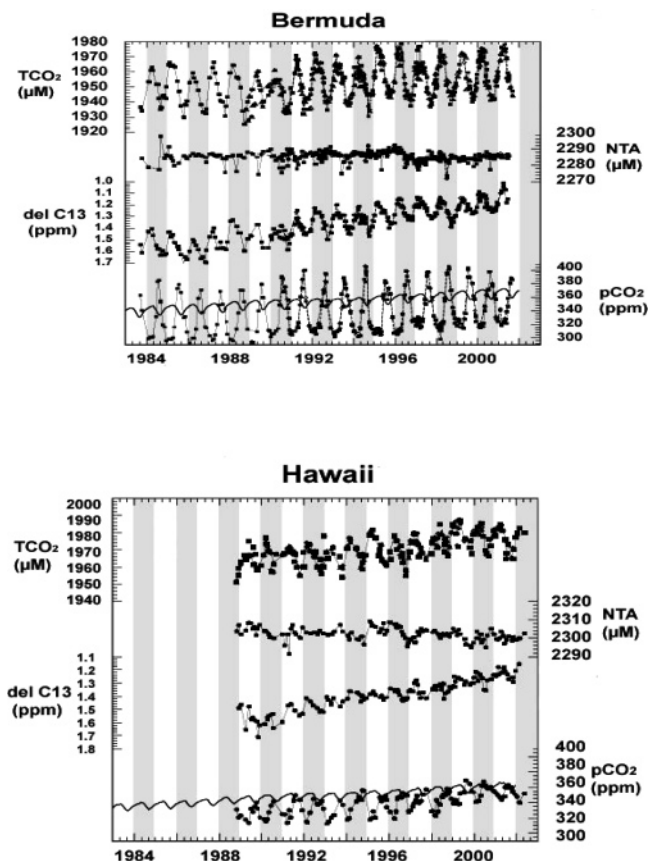 Bermuda
1980
1970
TCO₂ 1960
(µM) 1950
1940
1930
1920
2300
2290 NTA
2280 (µM)
2270
1.0
1.1
1.2
del C13 1.3
(ppm) 1.4
1.5
1.6
1.7
400
380
360 pCO₂
340 (ppm)
320
300
1984 1988 1992 1996 2000
Hawaii
2000
1990
TCO₂ 1980
(µM) 1970
1960
1950
1940
2320
2310 NTA
2300 (µM)
2290
1.1
1.2
1.3
del C13 1.4
(ppm) 1.5
1.6
1.7
1.8
400
380
360 pCO₂
340 (ppm)
320
300
1984 1988 1992 1996 2000